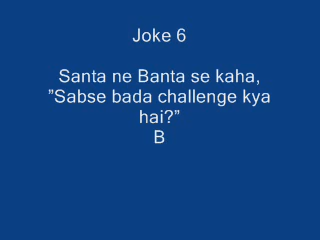 Joke 6
Santa ne Banta se kaha,
”Sabse bada challenge kya
hai?”
B